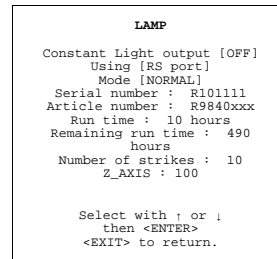 LAMP
Constant Light output [OFF]
Using [RS port]
Mode [NORMAL]
Serial number : R101111
Article number : R9840xxx
Run time : 10 hours
Remaining run time : 490
hours
Number of strikes : 10
Z_AXIS : 100
Select with ↑ or ↓
then <ENTER>
<EXIT> to return.